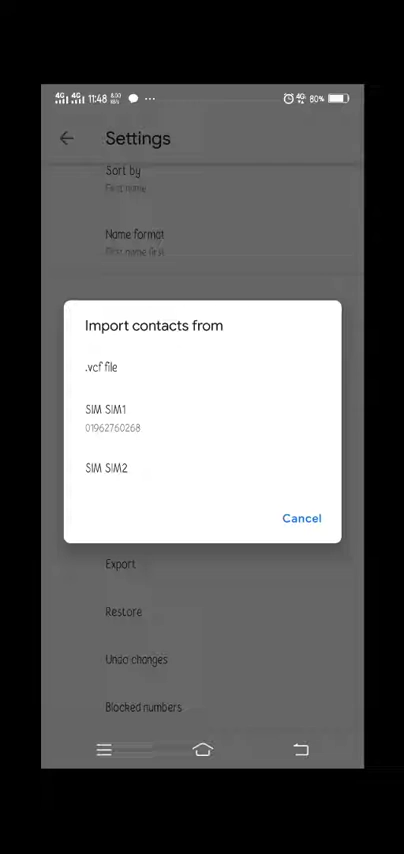 4G 4G 11:48 4G 80%
Settings
Sort by
First name
Name format
First name first
Import contacts from
.vcf file
SIM SIM1
01962760268
SIM SIM2
Cancel
Export
Restore
Undo changes
Blocked numbers